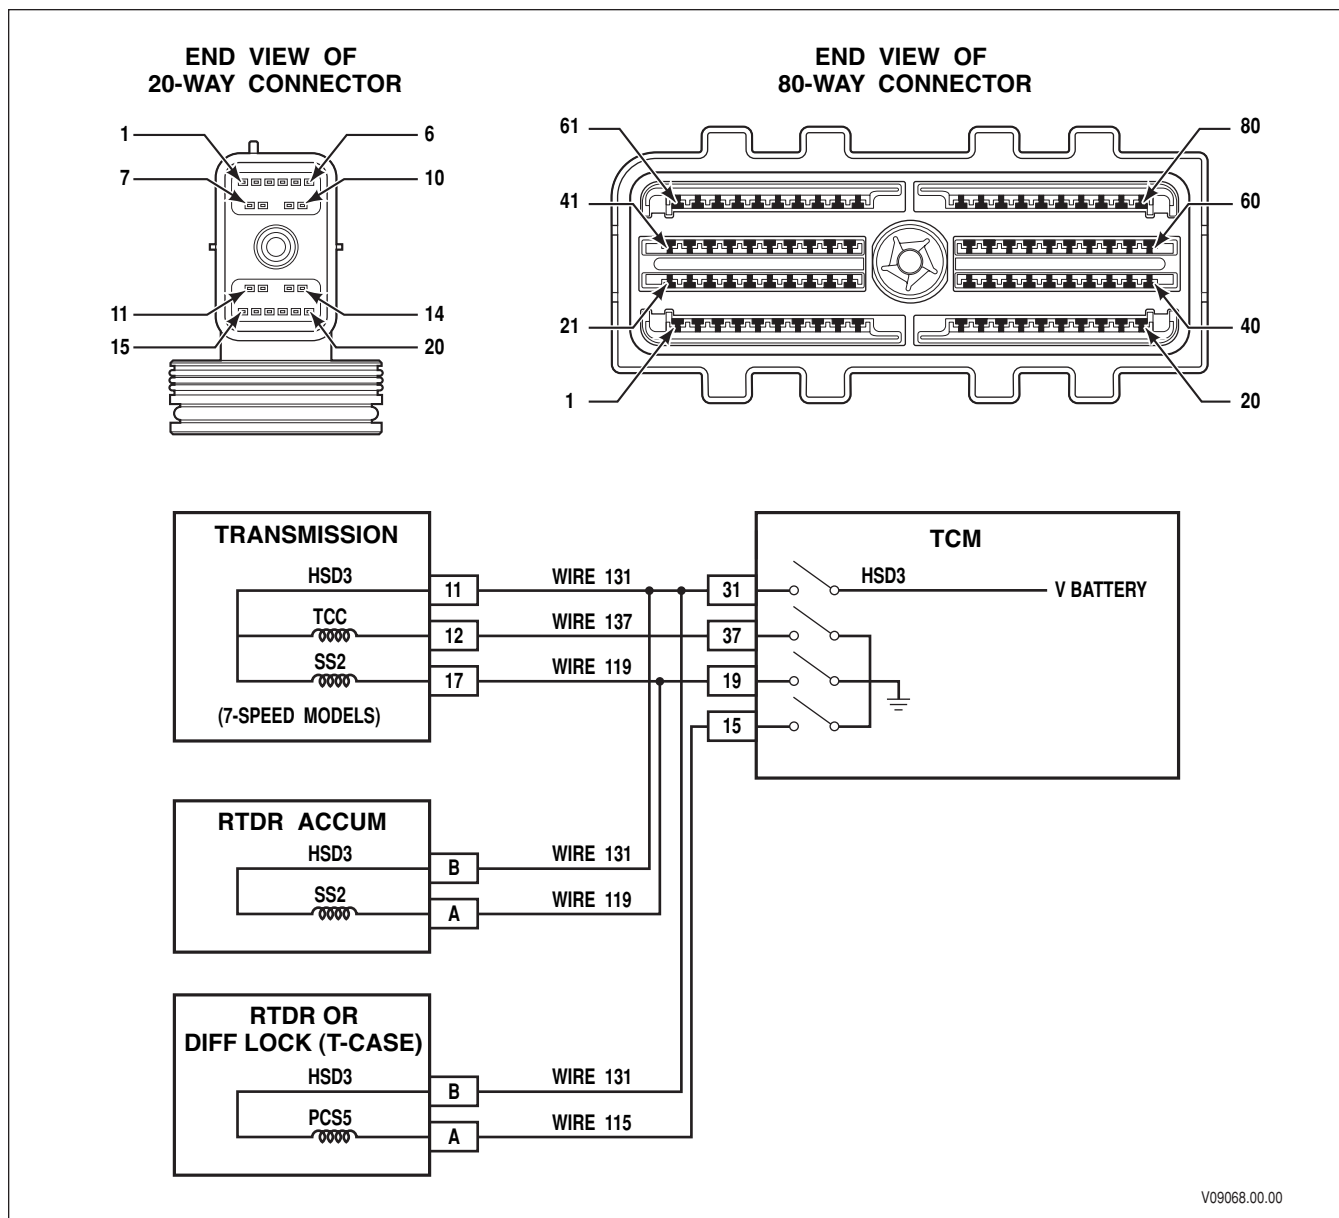 END VIEW OF
20-WAY CONNECTOR
END VIEW OF
80-WAY CONNECTOR
1
6
7
10
11
14
15
20
61
80
41
60
21
40
1
20
TRANSMISSION
HSD3
11
WIRE 131
TCC
12
WIRE 137
SS2
17
WIRE 119
(7-SPEED MODELS)
TCM
31
HSD3
V BATTERY
37
19
15
RTDR ACCUM
HSD3
B
WIRE 131
SS2
A
WIRE 119
RTDR OR
DIFF LOCK (T-CASE)
HSD3
B
WIRE 131
PCS5
A
WIRE 115
V09068.00.00